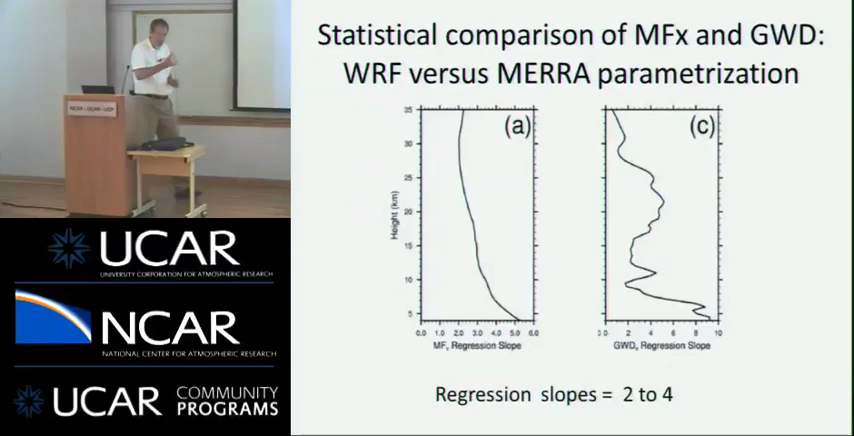 Statistical comparison of MFx and GWD:
WRF versus MERRA parametrization
(a)
(c)
35
30
25
20
15
10
5
Height (km)
0.0 1.0 2.0 3.0 4.0 5.0 6.0
MFx Regression Slope
2 4 6 8 10
GWDx Regression Slope
Regression slopes = 2 to 4
NCAR - UCAR - UCP
UCAR
UNIVERSITY CORPORATION FOR ATMOSPHERIC RESEARCH
NCAR
NATIONAL CENTER FOR ATMOSPHERIC RESEARCH
UCAR COMMUNITY
PROGRAMS